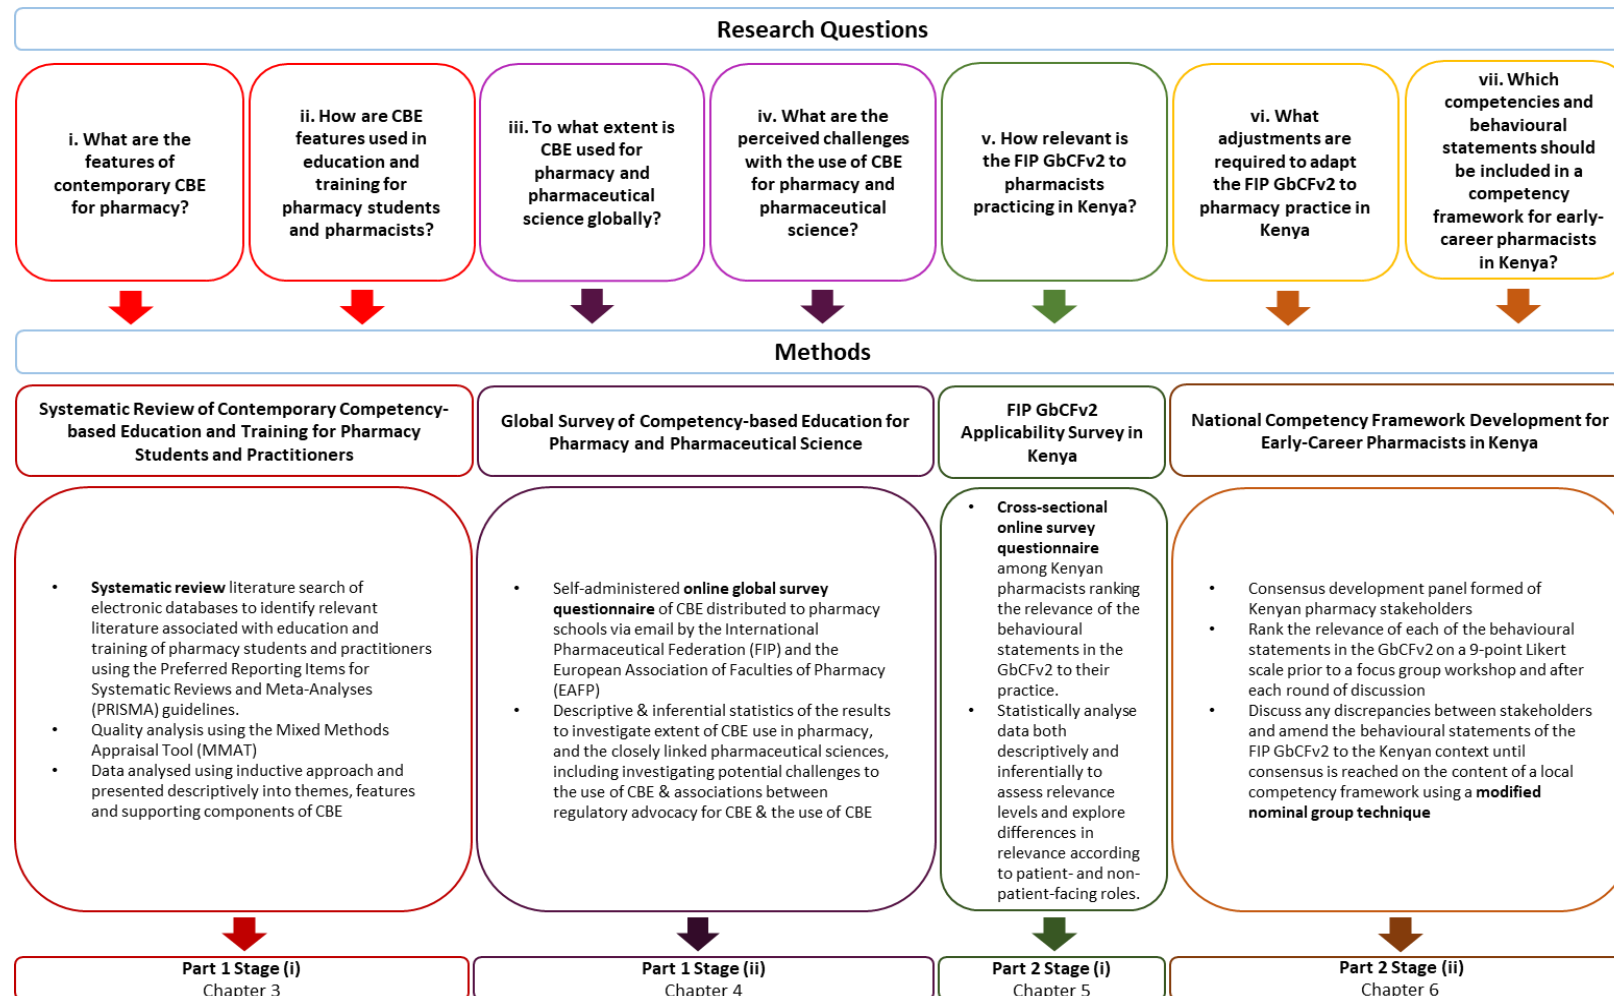 Research Questions
i. What are the
features of
contemporary CBE
for pharmacy?
ii. How are CBE
features used in
education and
training for
pharmacy students
and pharmacists?
iii. To what extent is
CBE used for
pharmacy and
pharmaceutical
science globally?
iv. What are the
perceived challenges
with the use of CBE
for pharmacy and
pharmaceutical
science?
v. How relevant is
the FIP GbCFv2 to
pharmacists
practicing in Kenya?
vi. What
adjustments are
required to adapt
the FIP GbCFv2 to
pharmacy practice in
Kenya
vii. Which
competencies and
behavioural
statements should
be included in a
competency
framework for early-
career pharmacists
in Kenya?
Methods
Systematic Review of Contemporary Competency-
based Education and Training for Pharmacy
Students and Practitioners
Global Survey of Competency-based Education for
Pharmacy and Pharmaceutical Science
FIP GbCFv2
Applicability Survey in
Kenya
National Competency Framework Development for
Early-Career Pharmacists in Kenya
• Systematic review literature search of
electronic databases to identify relevant
literature associated with education and
training of pharmacy students and practitioners
using the Preferred Reporting Items for
Systematic Reviews and Meta-Analyses
(PRISMA) guidelines.
• Quality analysis using the Mixed Methods
Appraisal Tool (MMAT)
• Data analysed using inductive approach and
presented descriptively into themes, features
and supporting components of CBE
• Self-administered online global survey
questionnaire of CBE distributed to pharmacy
schools via email by the International
Pharmaceutical Federation (FIP) and the
European Association of Faculties of Pharmacy
(EAFP)
• Descriptive & inferential statistics of the results
to investigate extent of CBE use in pharmacy,
and the closely linked pharmaceutical sciences,
including investigating potential challenges to
the use of CBE & associations between
regulatory advocacy for CBE & the use of CBE
• Cross-sectional
online survey
questionnaire
among Kenyan
pharmacists ranking
the relevance of the
behavioural
statements in the
GbCFv2 to their
practice.
• Statistically analyse
data both
descriptively and
inferentially to
assess relevance
levels and explore
differences in
relevance according
to patient- and non-
patient-facing roles.
• Consensus development panel formed of
Kenyan pharmacy stakeholders
• Rank the relevance of each of the behavioural
statements in the GbCFv2 on a 9-point Likert
scale prior to a focus group workshop and after
each round of discussion
• Discuss any discrepancies between stakeholders
and amend the behavioural statements of the
FIP GbCFv2 to the Kenyan context until
consensus is reached on the content of a local
competency framework using a modified
nominal group technique
Part 1 Stage (i)
Chapter 3
Part 1 Stage (ii)
Chapter 4
Part 2 Stage (i)
Chapter 5
Part 2 Stage (ii)
Chapter 6